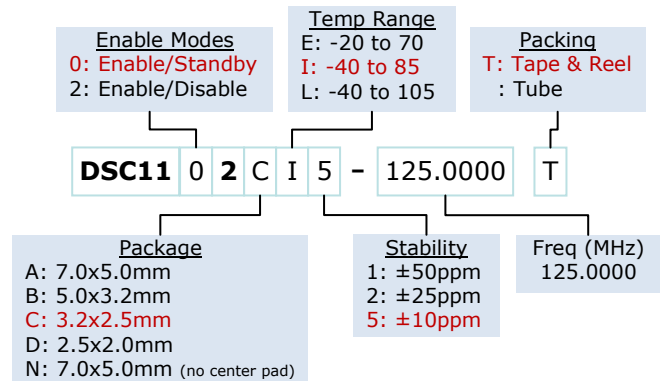 Enable Modes
0: Enable/Standby
2: Enable/Disable
Temp Range
E: -20 to 70
I: -40 to 85
L: -40 to 105
Packing
T: Tape & Reel
: Tube
DSC11 0 2 C I 5 – 125.0000 T
Package
A: 7.0x5.0mm
B: 5.0x3.2mm
C: 3.2x2.5mm
D: 2.5x2.0mm
N: 7.0x5.0mm (no center pad)
Stability
1: ±50ppm
2: ±25ppm
5: ±10ppm
Freq (MHz)
125.0000